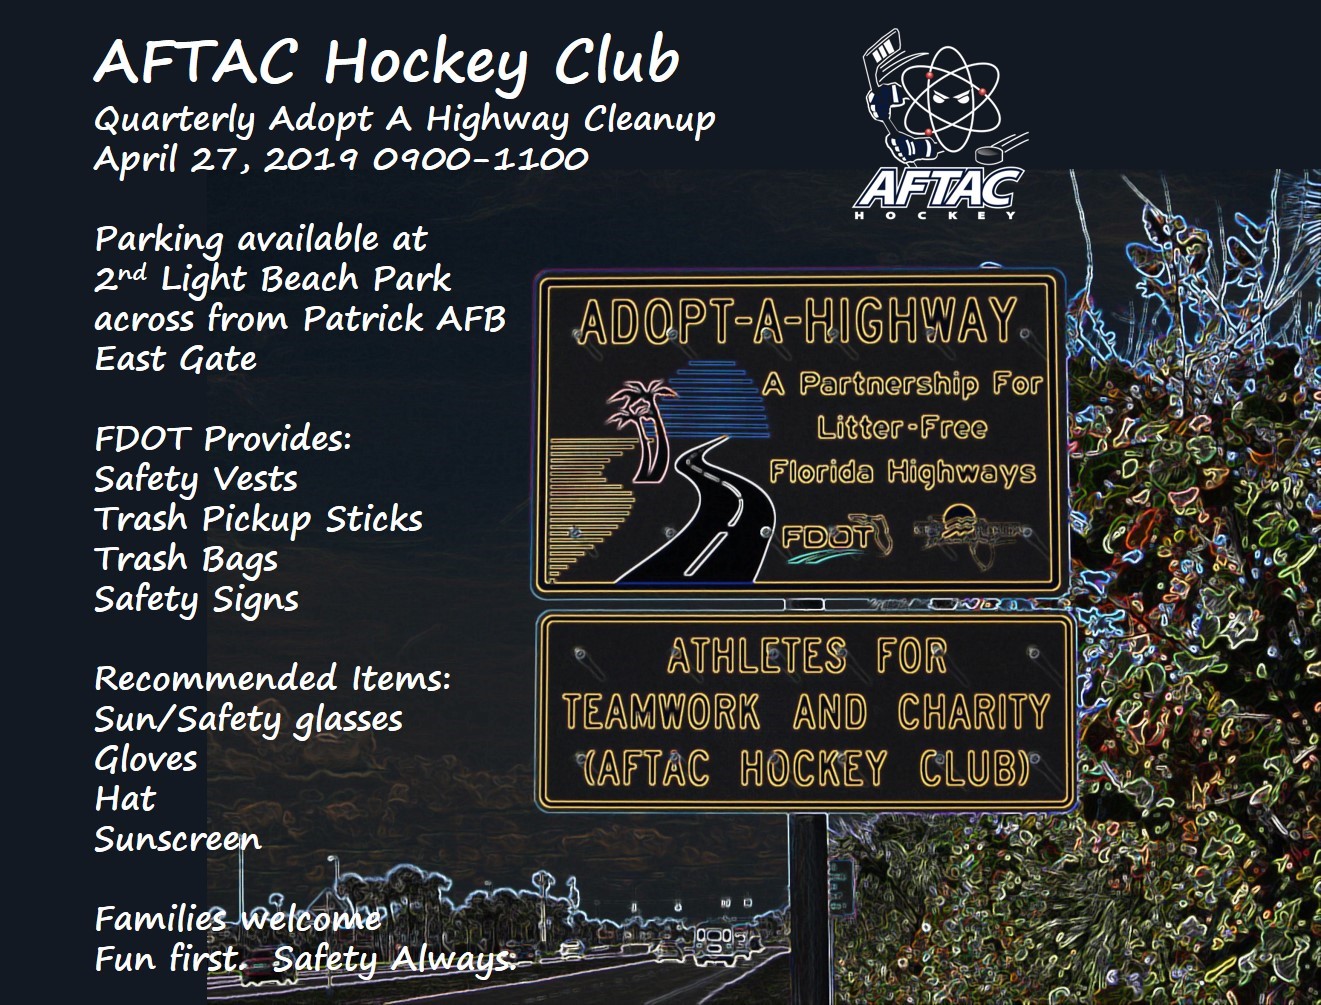 AFTAC Hockey Club
Quarterly Adopt A Highway Cleanup
April 27, 2019 0900-1100
AFTAC
HOCKEY
Parking available at
2nd Light Beach Park
across from Patrick AFB
East Gate
FDOT Provides:
Safety Vests
Trash Pickup Sticks
Trash Bags
Safety Signs
Recommended Items:
Sun/Safety glasses
Gloves
Hat
Sunscreen
Families welcome
Fun first. Safety Always.
ADOPT-A-HIGHWAY
A Partnership For
Litter-Free
Florida Highways
FDOT
ATHLETES FOR
TEAMWORK AND CHARITY
(AFTAC HOCKEY CLUB)